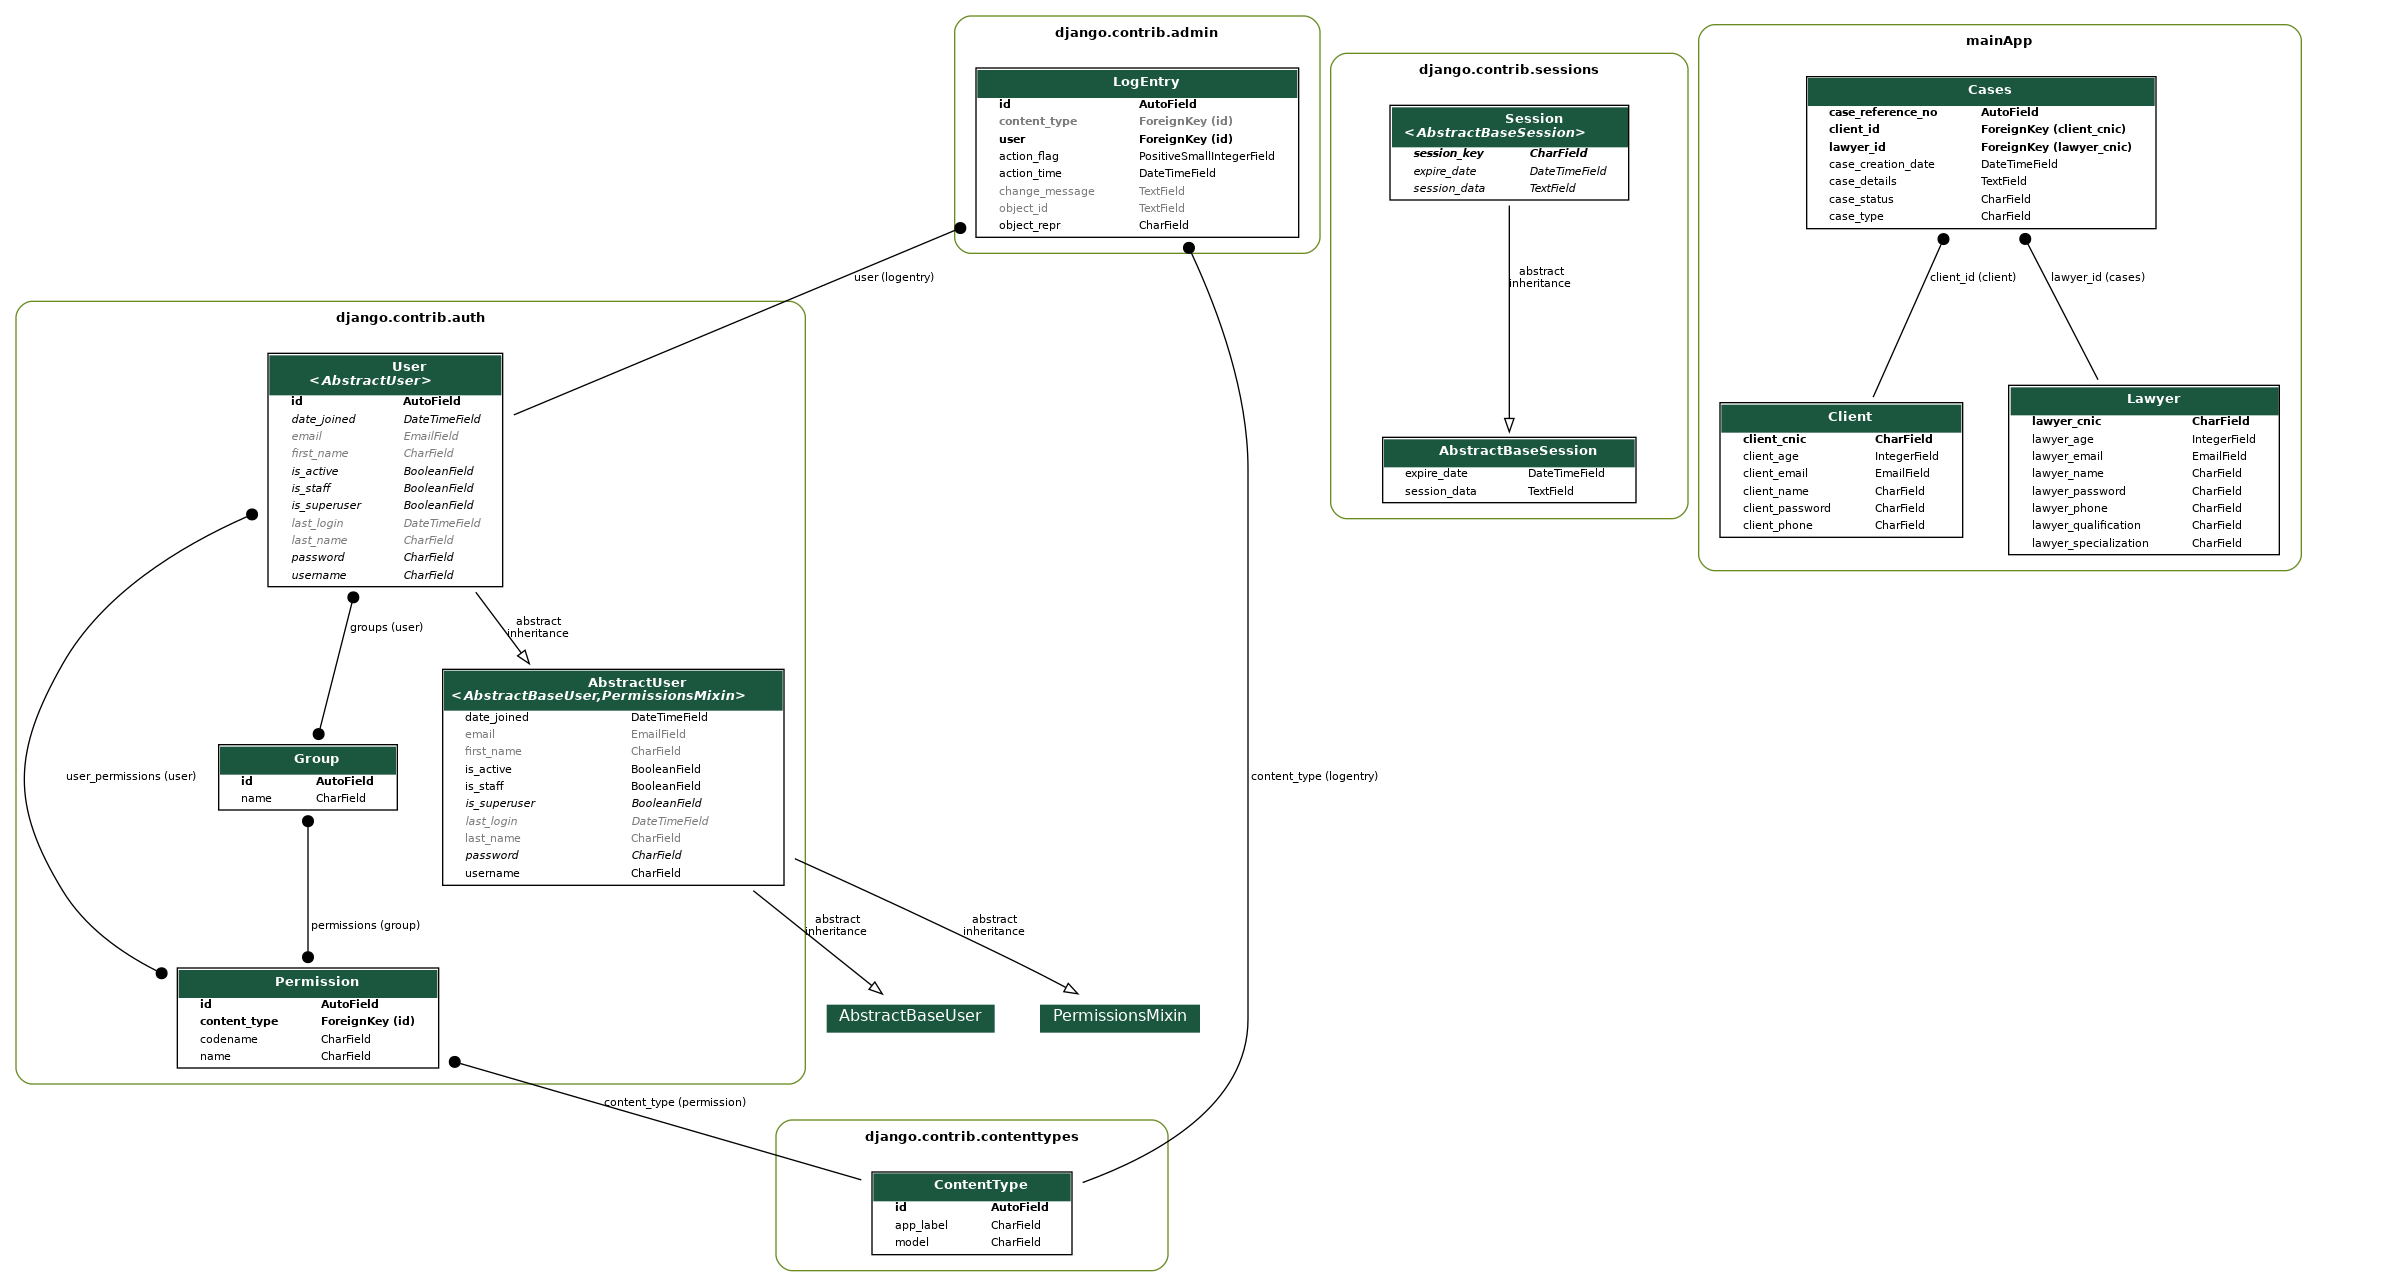 django.contrib.admin
LogEntry
id AutoField
content_type ForeignKey (id)
user ForeignKey (id)
action_flag PositiveSmallIntegerField
action_time DateTimeField
change_message TextField
object_id TextField
object_repr CharField
django.contrib.sessions
Session
<AbstractBaseSession>
session_key CharField
expire_date DateTimeField
session_data TextField
abstract
inheritance
AbstractBaseSession
expire_date DateTimeField
session_data TextField
mainApp
Cases
case_reference_no AutoField
client_id ForeignKey (client_cnic)
lawyer_id ForeignKey (lawyer_cnic)
case_creation_date DateTimeField
case_details TextField
case_status CharField
case_type CharField
client_id (client)
lawyer_id (cases)
Client
client_cnic CharField
client_age IntegerField
client_email EmailField
client_name CharField
client_password CharField
client_phone CharField
Lawyer
lawyer_cnic CharField
lawyer_age IntegerField
lawyer_email EmailField
lawyer_name CharField
lawyer_password CharField
lawyer_phone CharField
lawyer_qualification CharField
lawyer_specialization CharField
user (logentry)
django.contrib.auth
User
<AbstractUser>
id AutoField
date_joined DateTimeField
email EmailField
first_name CharField
is_active BooleanField
is_staff BooleanField
is_superuser BooleanField
last_login DateTimeField
last_name CharField
password CharField
username CharField
groups (user)
abstract
inheritance
AbstractUser
<AbstractBaseUser,PermissionsMixin>
date_joined DateTimeField
email EmailField
first_name CharField
is_active BooleanField
is_staff BooleanField
is_superuser BooleanField
last_login DateTimeField
last_name CharField
password CharField
username CharField
Group
id AutoField
name CharField
user_permissions (user)
content_type (logentry)
permissions (group)
abstract
inheritance
abstract
inheritance
Permission
id AutoField
content_type ForeignKey (id)
codename CharField
name CharField
AbstractBaseUser
PermissionsMixin
content_type (permission)
django.contrib.contenttypes
ContentType
id AutoField
app_label CharField
model CharField